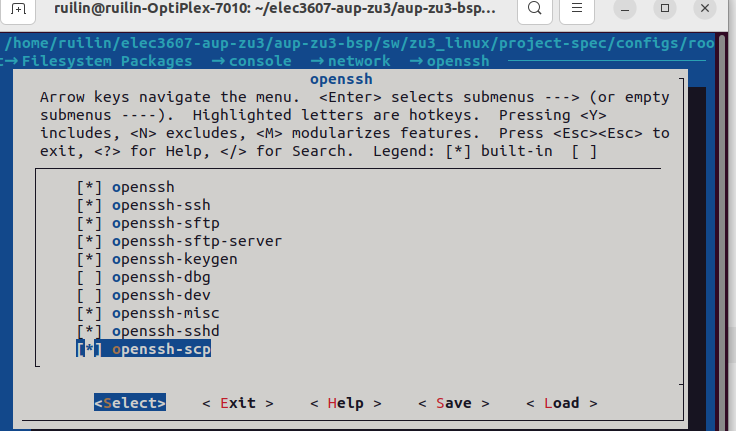 ruilin@ruilin-OptiPlex-7010: ~/elec3607-aup-zu3/aup-zu3-bsp...
/home/ruilin/elec3607-aup-zu3/aup-zu3-bsp/sw/zu3_linux/project-spec/configs/roo
t→Filesystem Packages →console →network →openssh
openssh
Arrow keys navigate the menu. <Enter> selects submenus ---> (or empty
submenus ----). Highlighted letters are hotkeys. Pressing <Y>
includes, <N> excludes, <M> modularizes features. Press <Esc><Esc> to
exit, <?> for Help, </> for Search. Legend: [*] built-in [ ]
[*] openssh
[*] openssh-ssh
[*] openssh-sftp
[*] openssh-sftp-server
[*] openssh-keygen
[ ] openssh-dbg
[ ] openssh-dev
[*] openssh-misc
[*] openssh-sshd
[*] openssh-scp
<Select> < Exit > < Help > < Save > < Load >